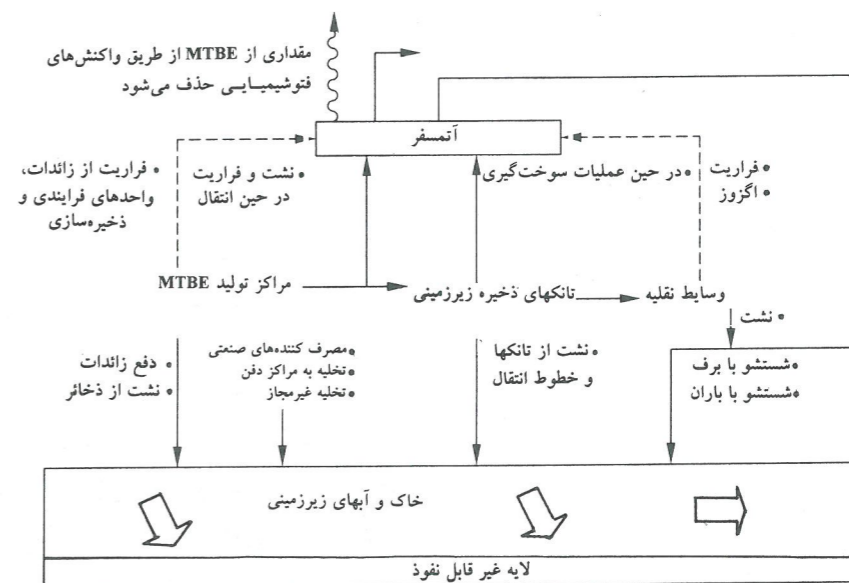 مقداری از MTBE از طریق واکنش‌های
فتوشیمیــایــی حذف می‌شود
آتمسفر
• فراریت از زائدات،
واحدهای فرایندی و
ذخیره‌سازی
• نشت و فراریت
در حین انتقال
• در حین عملیات سوخت‌گیری
• فراریت
• اگزوز
مراکز تولید MTBE
تانکهای ذخیره زیرزمینی
وسایط نقلیه
• نشت
دفع زائدات •
نشت از ذخائر •
• مصرف کننده‌های صنعتی
• تخلیه به مراکز دفن
• تخلیه غیرمجاز
• نشت از تانکها
و خطوط انتقال
• شستشو با برف
• شستشو با باران
خاک و آبهای زیرزمینی
لایه غیر قابل نفوذ